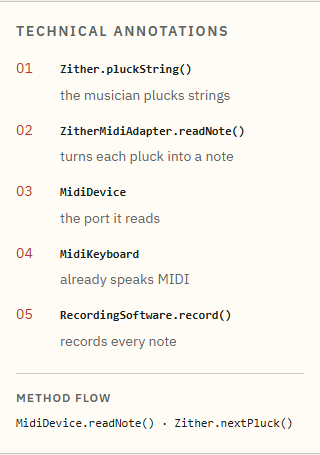 TECHNICAL ANNOTATIONS
01 Zither.pluckString()
the musician plucks strings
02 ZitherMidiAdapter.readNote()
turns each pluck into a note
03 MidiDevice
the port it reads
04 MidiKeyboard
already speaks MIDI
05 RecordingSoftware.record()
records every note
METHOD FLOW
MidiDevice.readNote() · Zither.nextPluck()